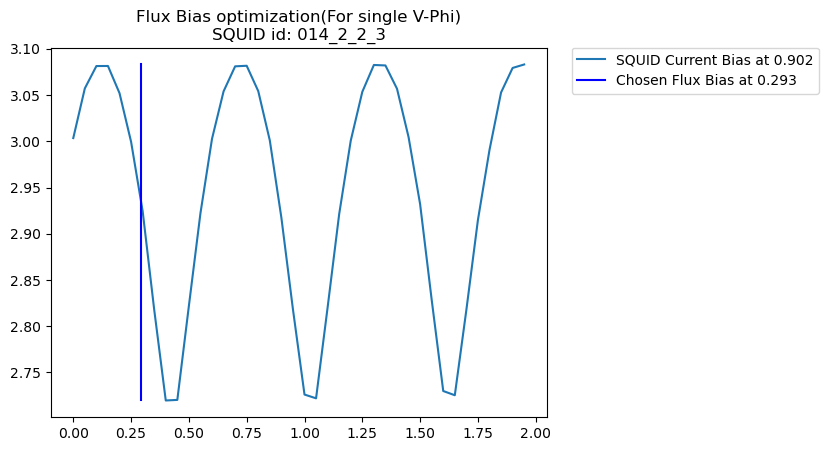 Flux Bias optimization(For single V-Phi)
SQUID id: 014_2_2_3
SQUID Current Bias at 0.902
Chosen Flux Bias at 0.293
3.10
3.05
3.00
2.95
2.90
2.85
2.80
2.75
0.00 0.25 0.50 0.75 1.00 1.25 1.50 1.75 2.00